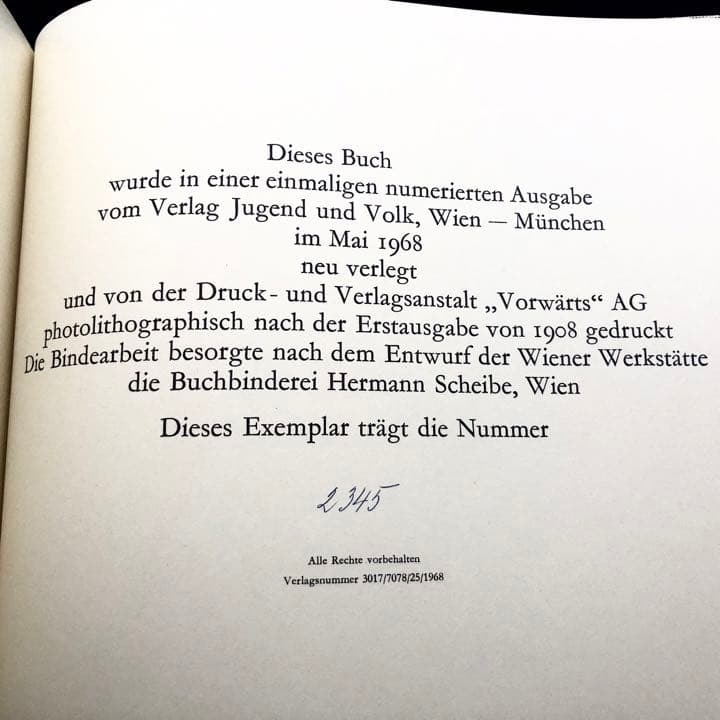 Dieses Buch
wurde in einer einmaligen numerierten Ausgabe
vom Verlag Jugend und Volk, Wien — München
im Mai 1968
neu verlegt
und von der Druck- und Verlagsanstalt „Vorwärts“ AG
photolithographisch nach der Erstausgabe von 1908 gedruckt
Die Bindearbeit besorgte nach dem Entwurf der Wiener Werkstätte
die Buchbinderei Hermann Scheibe, Wien
Dieses Exemplar trägt die Nummer
2345
Alle Rechte vorbehalten
Verlagsnummer 3017/7078/25/1968